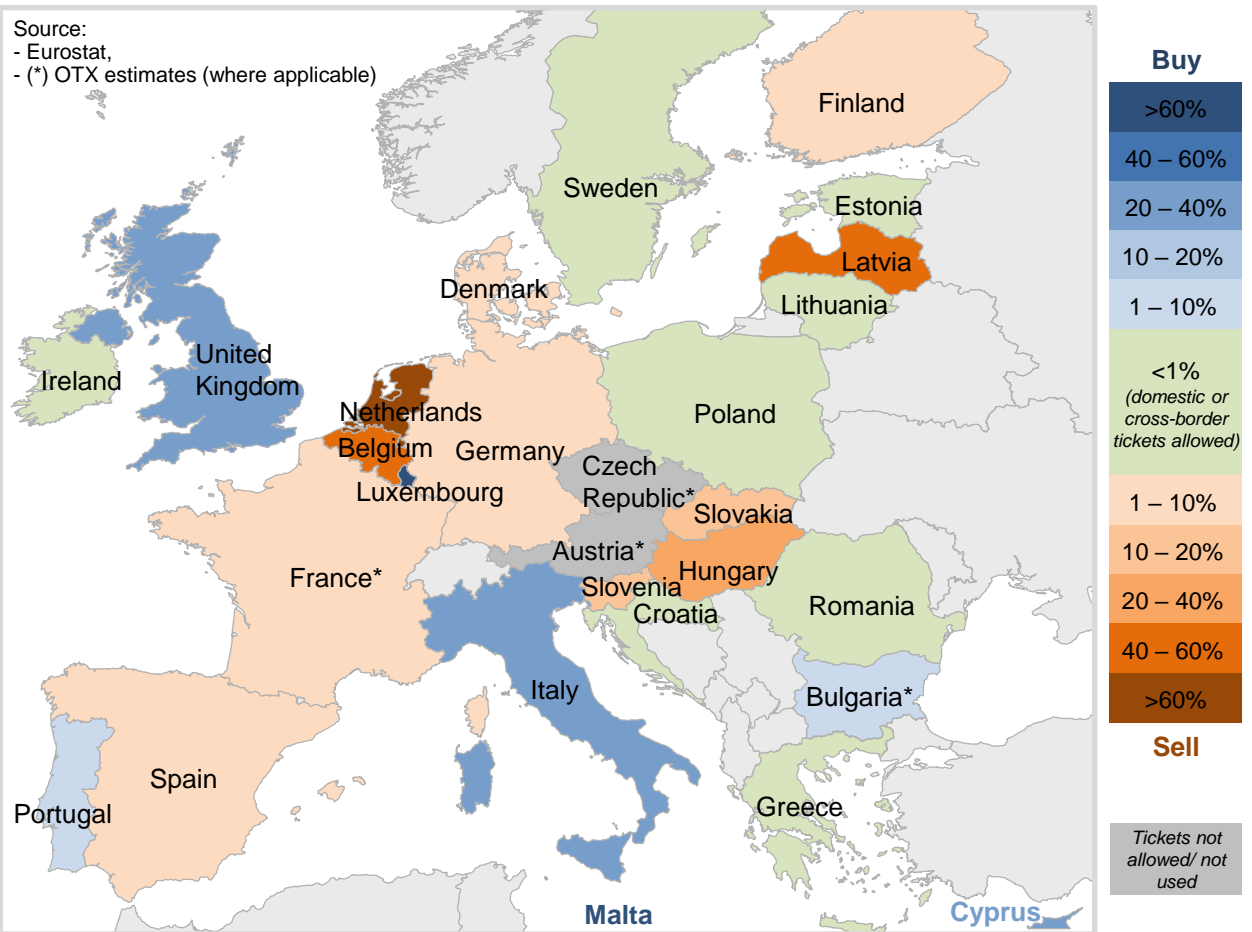 Source:
- Eurostat,
- (*) OTX estimates (where applicable)
Finland
Sweden
Estonia
Latvia
Denmark
Lithuania
United
Kingdom
Ireland
Netherlands
Poland
Belgium
Germany
Czech
Republic*
Luxembourg
Slovakia
Austria*
France*
Hungary
Slovenia
Croatia
Romania
Italy
Bulgaria*
Spain
Portugal
Greece
Malta
Cyprus
Buy
>60%
40 – 60%
20 – 40%
10 – 20%
1 – 10%
<1%
(domestic or
cross-border
tickets allowed)
1 – 10%
10 – 20%
20 – 40%
40 – 60%
>60%
Sell
Tickets not
allowed/ not
used